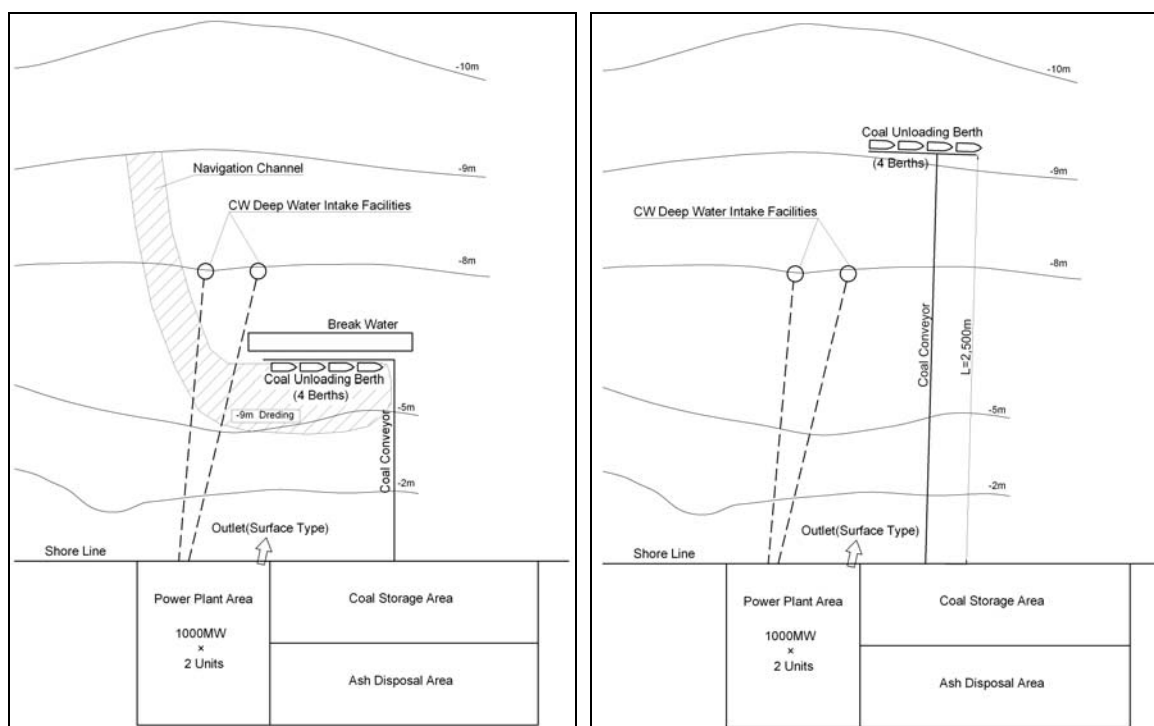 -10m
-9m
Navigation Channel
CW Deep Water Intake Facilities
-8m
Break Water
Coal Unloading Berth
(4 Berths)
-9m Dreding
-5m
Coal Conveyor
-2m
Outlet(Surface Type)
Shore Line
Power Plant Area
1000MW
×
2 Units
Coal Storage Area
Ash Disposal Area
-10m
Coal Unloading Berth
(4 Berths)
-9m
CW Deep Water Intake Facilities
-8m
Coal Conveyor
L=2,500m
-5m
-2m
Outlet(Surface Type)
Shore Line
Power Plant Area
1000MW
×
2 Units
Coal Storage Area
Ash Disposal Area